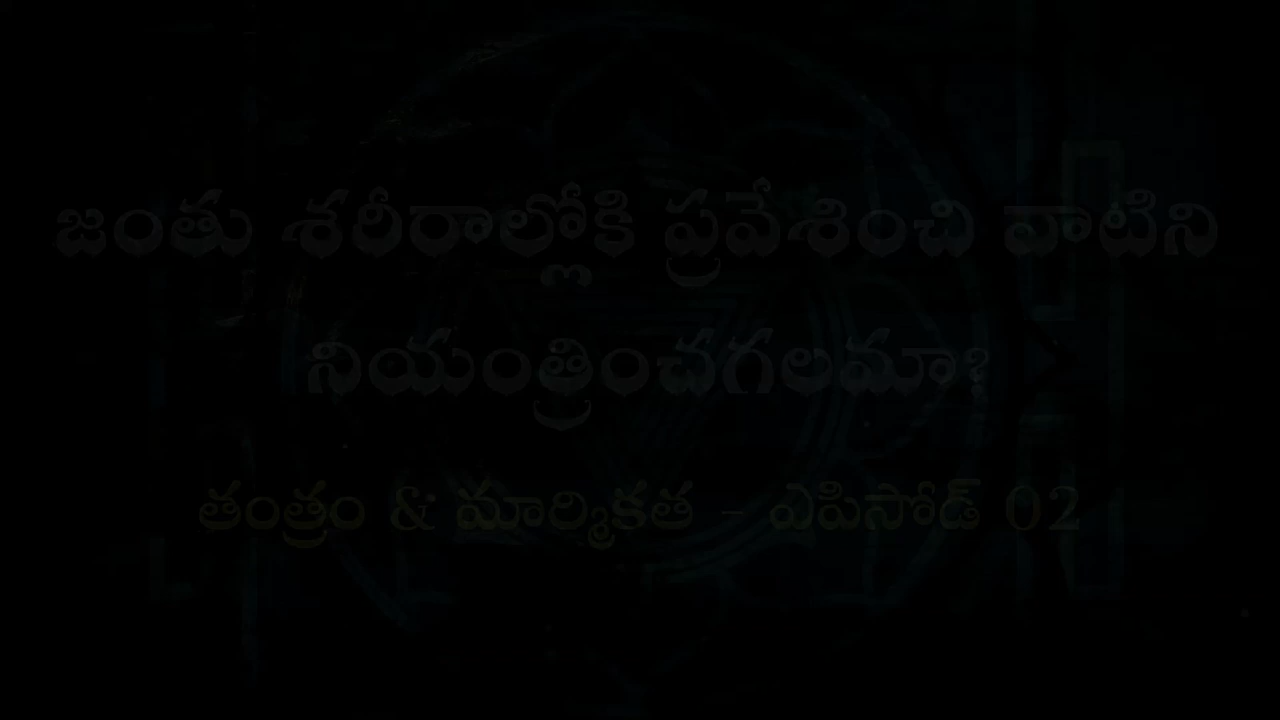 జంతు శరీరాల్లోకి ప్రవేశించి వాటిని
నియంత్రించగలమా?
తంత్రం & మార్మికత - ఎపిసోడ్ 02